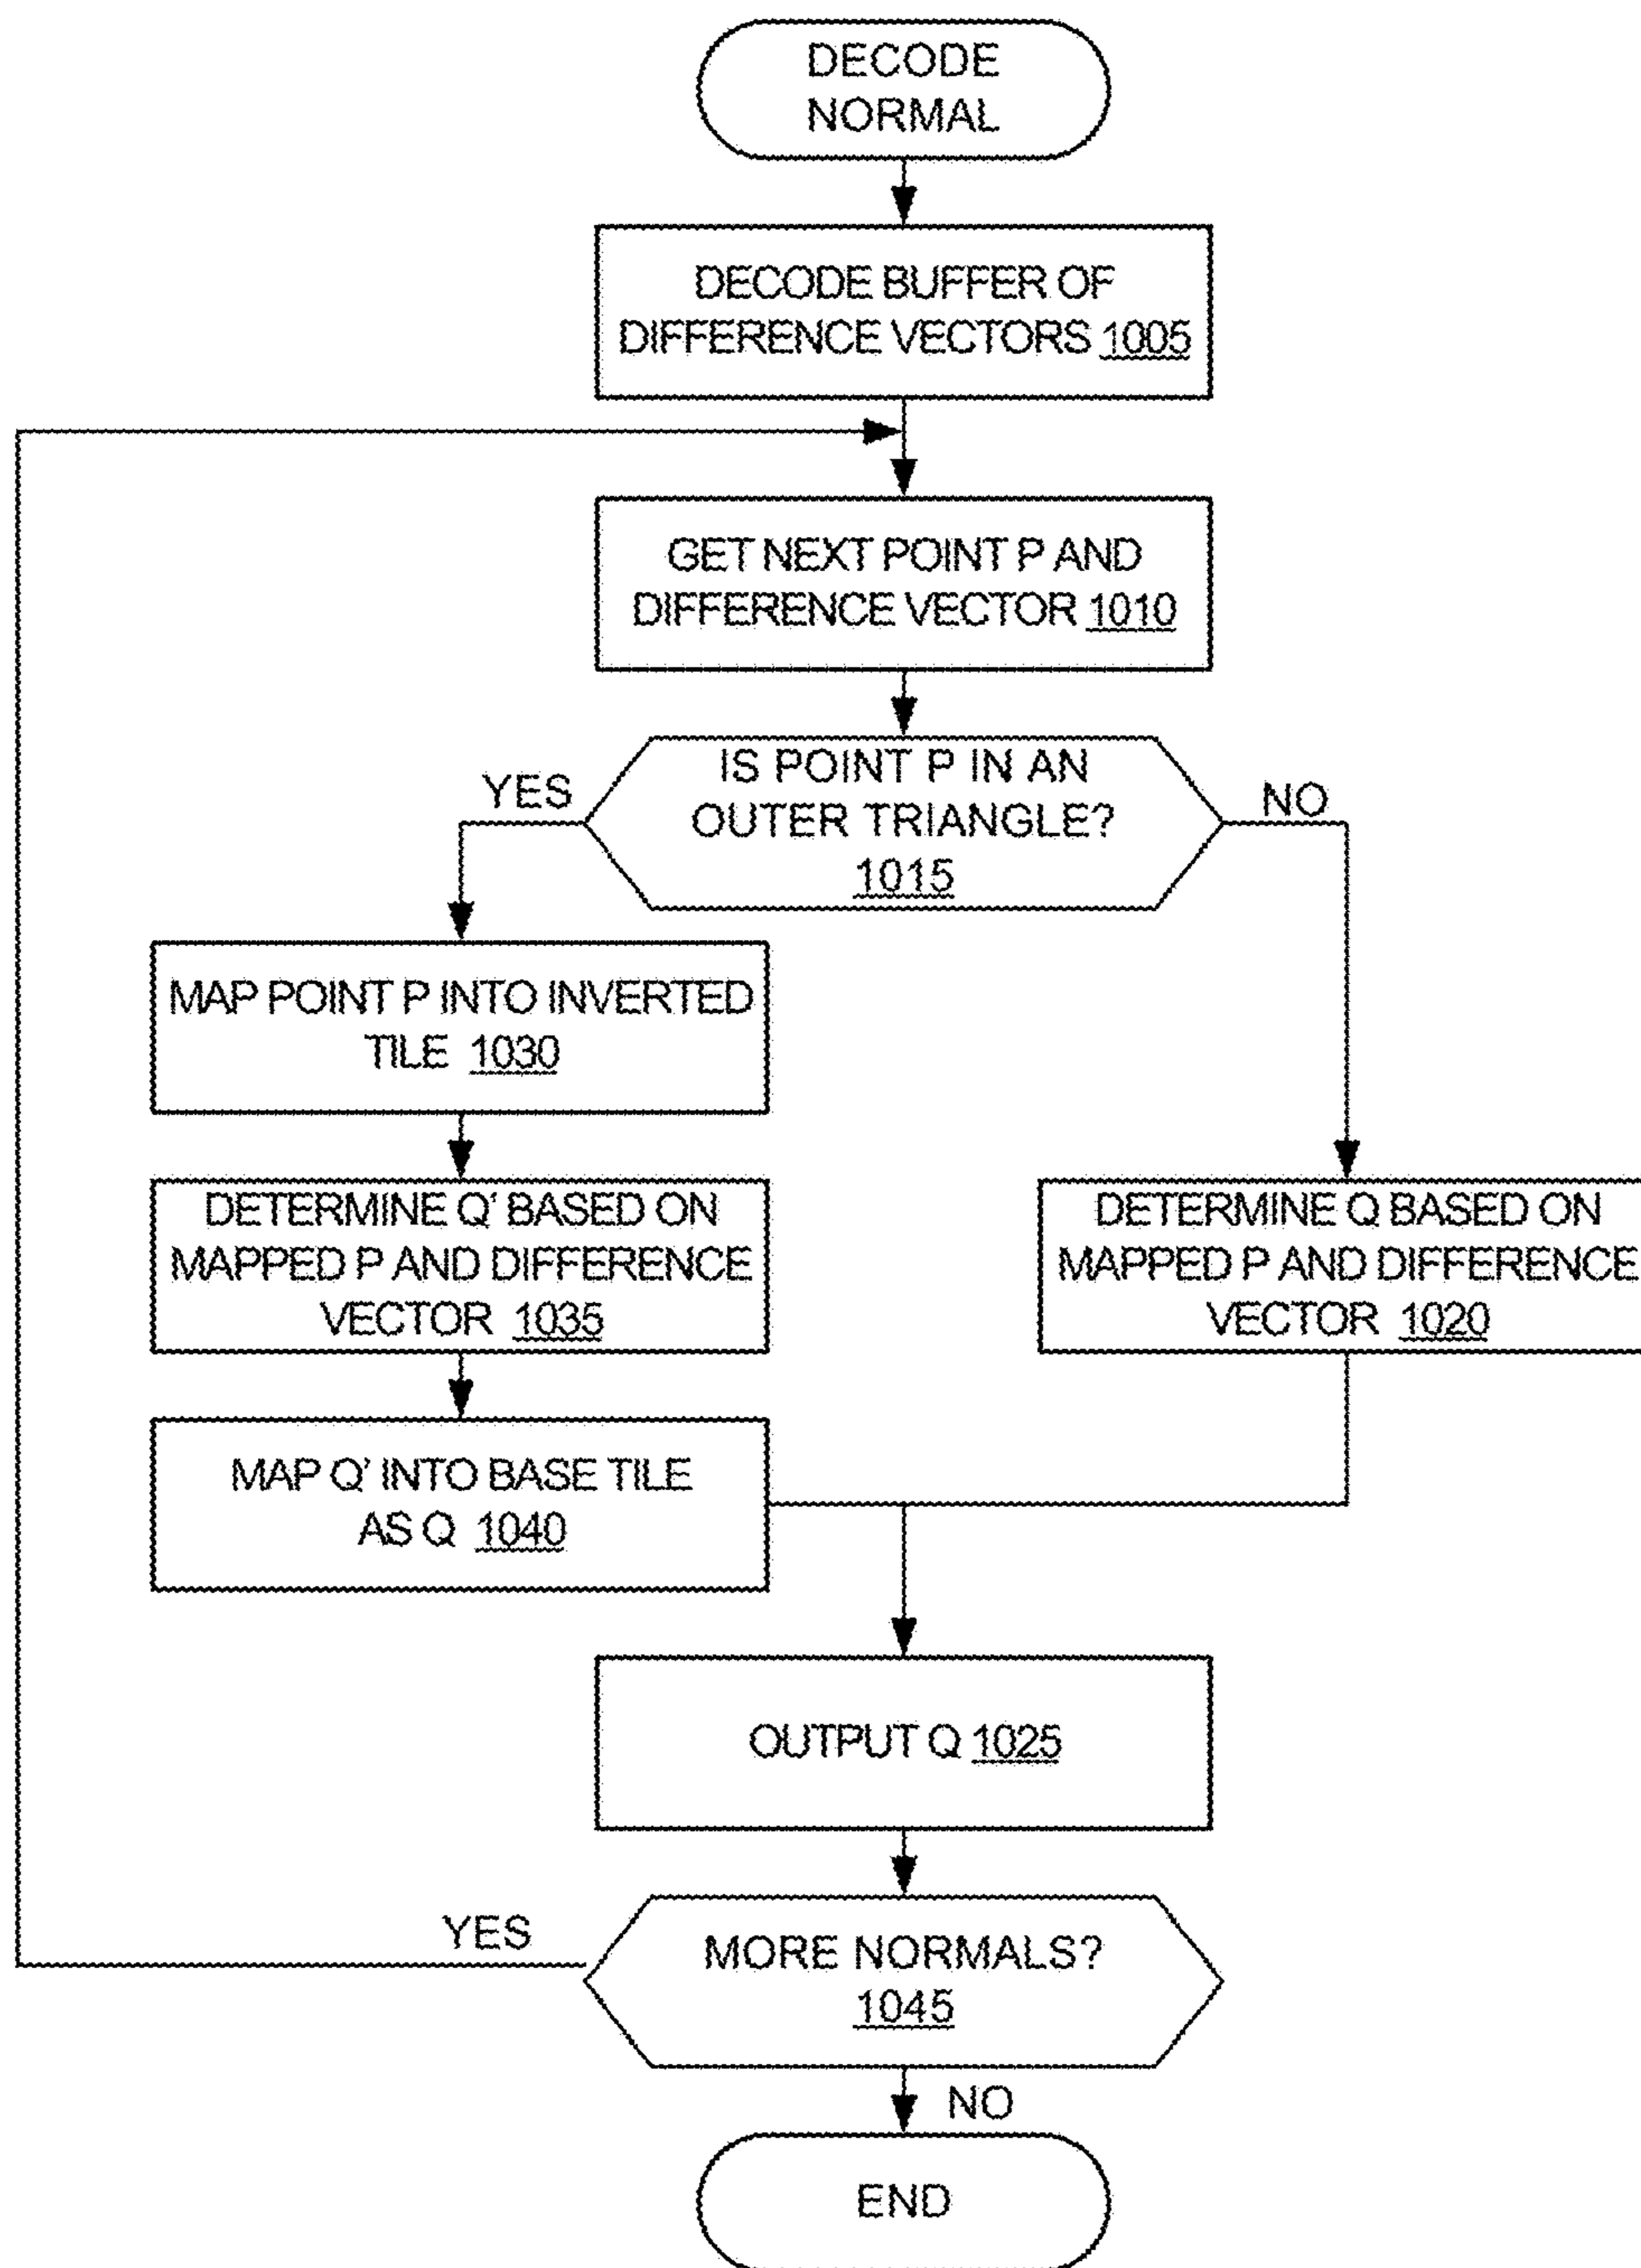 DECODE
NORMAL
DECODE BUFFER OF
DIFFERENCE VECTORS 1005
GET NEXT POINT P AND
DIFFERENCE VECTOR 1010
IS POINT P IN AN
OUTER TRIANGLE?
1015
YES
NO
MAP POINT P INTO INVERTED
TILE 1030
DETERMINE Q' BASED ON
MAPPED P AND DIFFERENCE
VECTOR 1035
DETERMINE Q BASED ON
MAPPED P AND DIFFERENCE
VECTOR 1020
MAP Q' INTO BASE TILE
AS Q 1040
OUTPUT Q 1025
YES
MORE NORMALS?
1045
NO
END